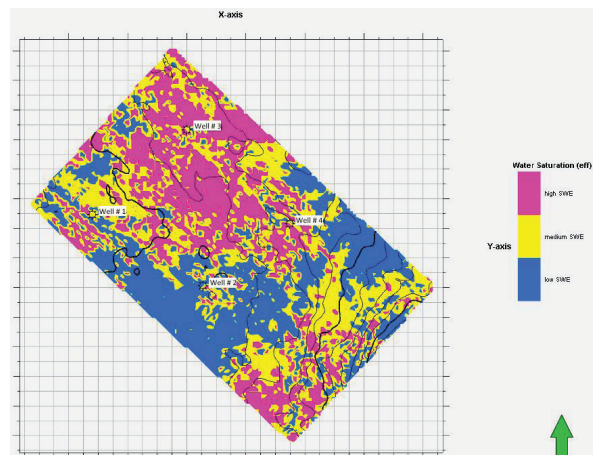 X-axis
Well # 3
Water Saturation (eff)
high SWE
Well # 1
Well # 4
medium SWE
Y-axis
Well # 2
low SWE